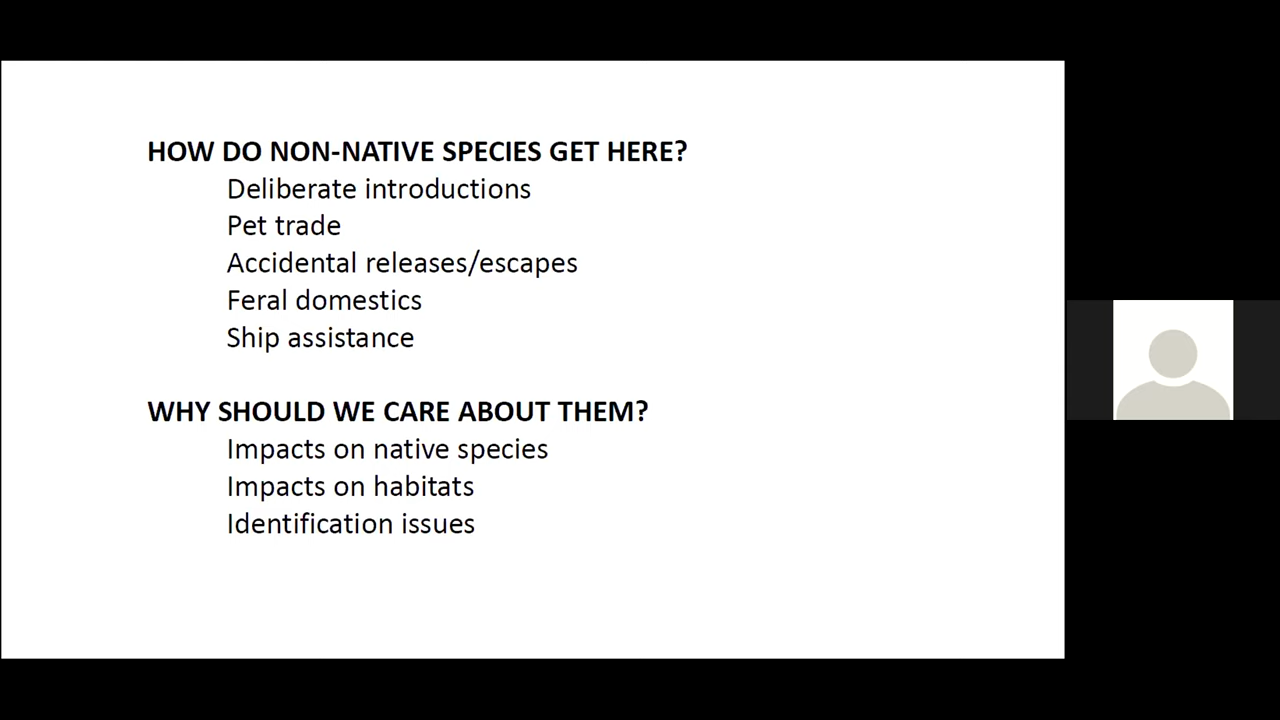 HOW DO NON-NATIVE SPECIES GET HERE?
Deliberate introductions
Pet trade
Accidental releases/escapes
Feral domestics
Ship assistance
WHY SHOULD WE CARE ABOUT THEM?
Impacts on native species
Impacts on habitats
Identification issues